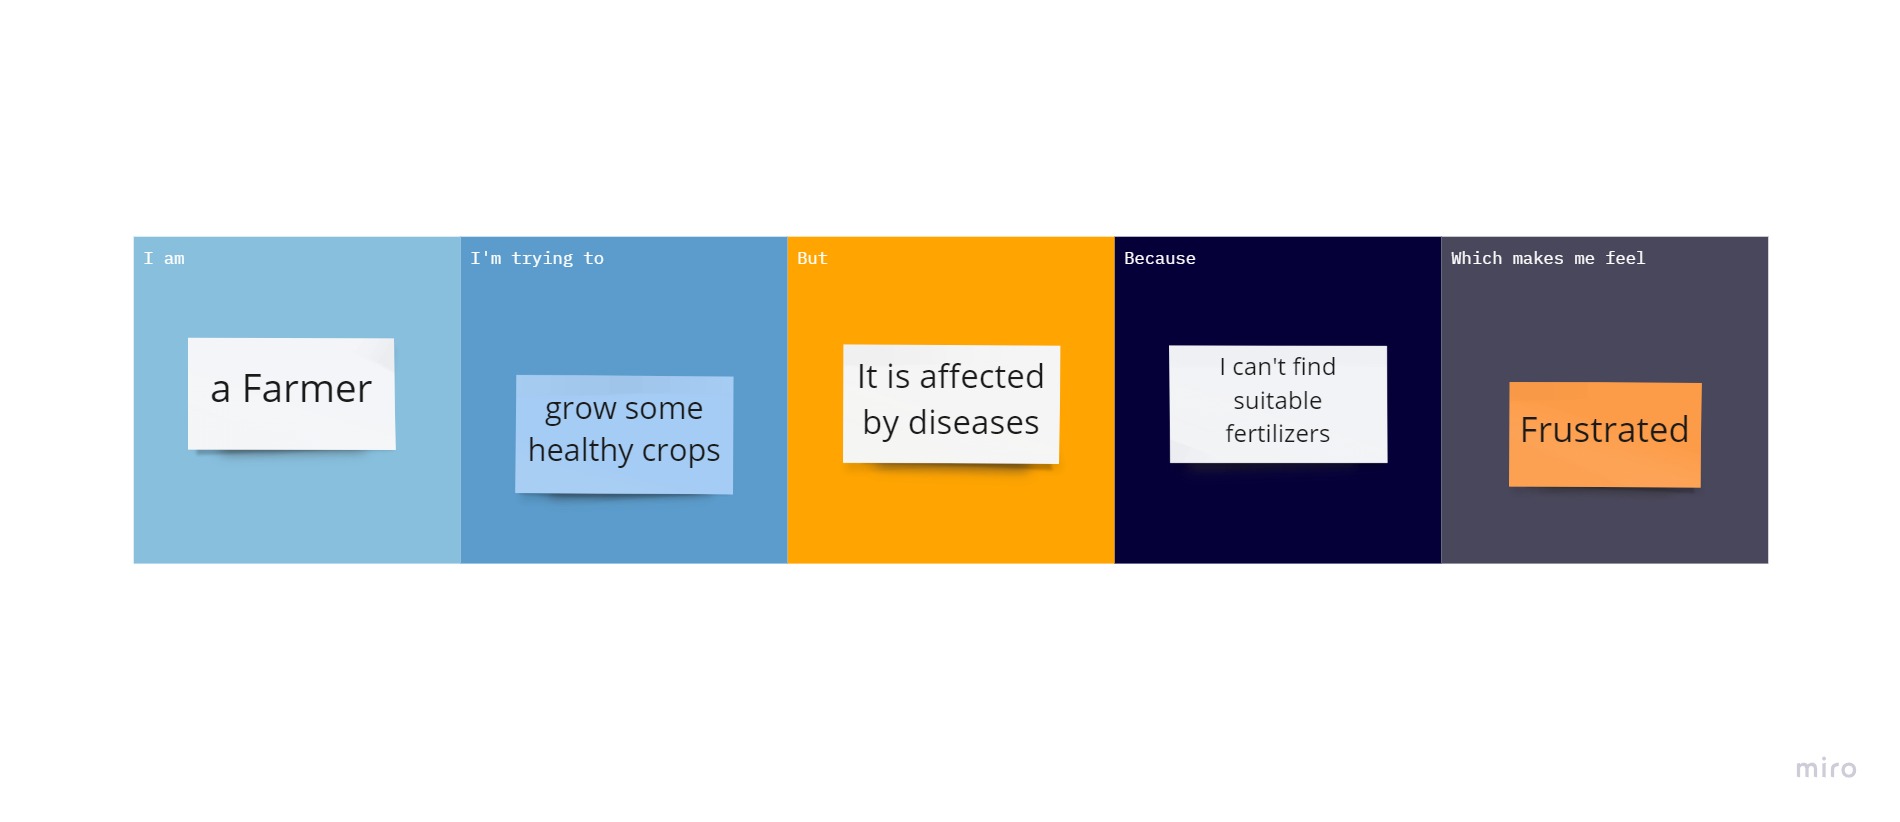 I am
a Farmer
I'm trying to
grow some
healthy crops
But
It is affected
by diseases
Because
I can't find
suitable
fertilizers
Which makes me feel
Frustrated
miro